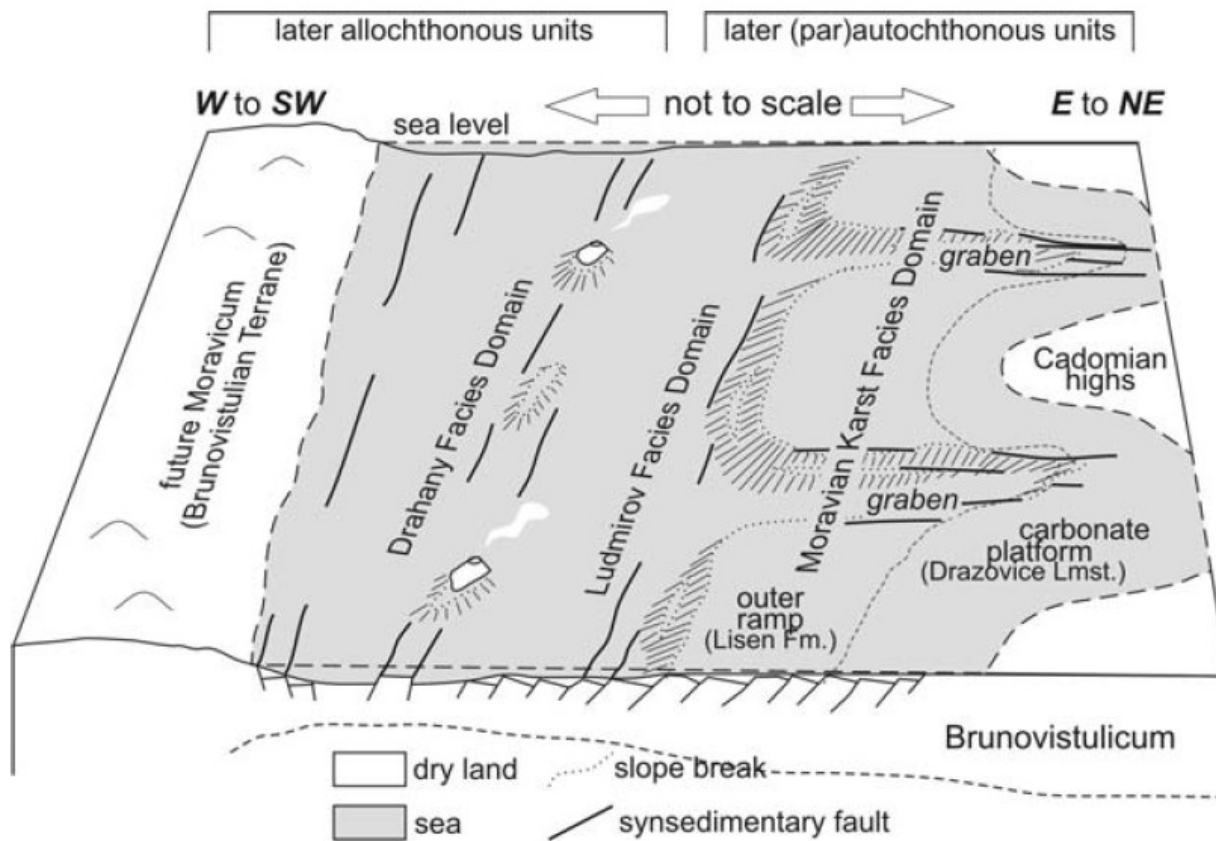 later allochthonous units
later (par)autochthonous units
W to SW
not to scale
E to NE
sea level
future Moravicum
(Brunovistulian Terrane)
Drahany Facies Domain
Ludmirov Facies Domain
Moravian Karst Facies Domain
graben
Cadomian
highs
graben
carbonate
platform
(Drazovice Lmst.)
outer
ramp
(Lisen Fm.)
Brunovistulicum
dry land
slope break
sea
synsedimentary fault